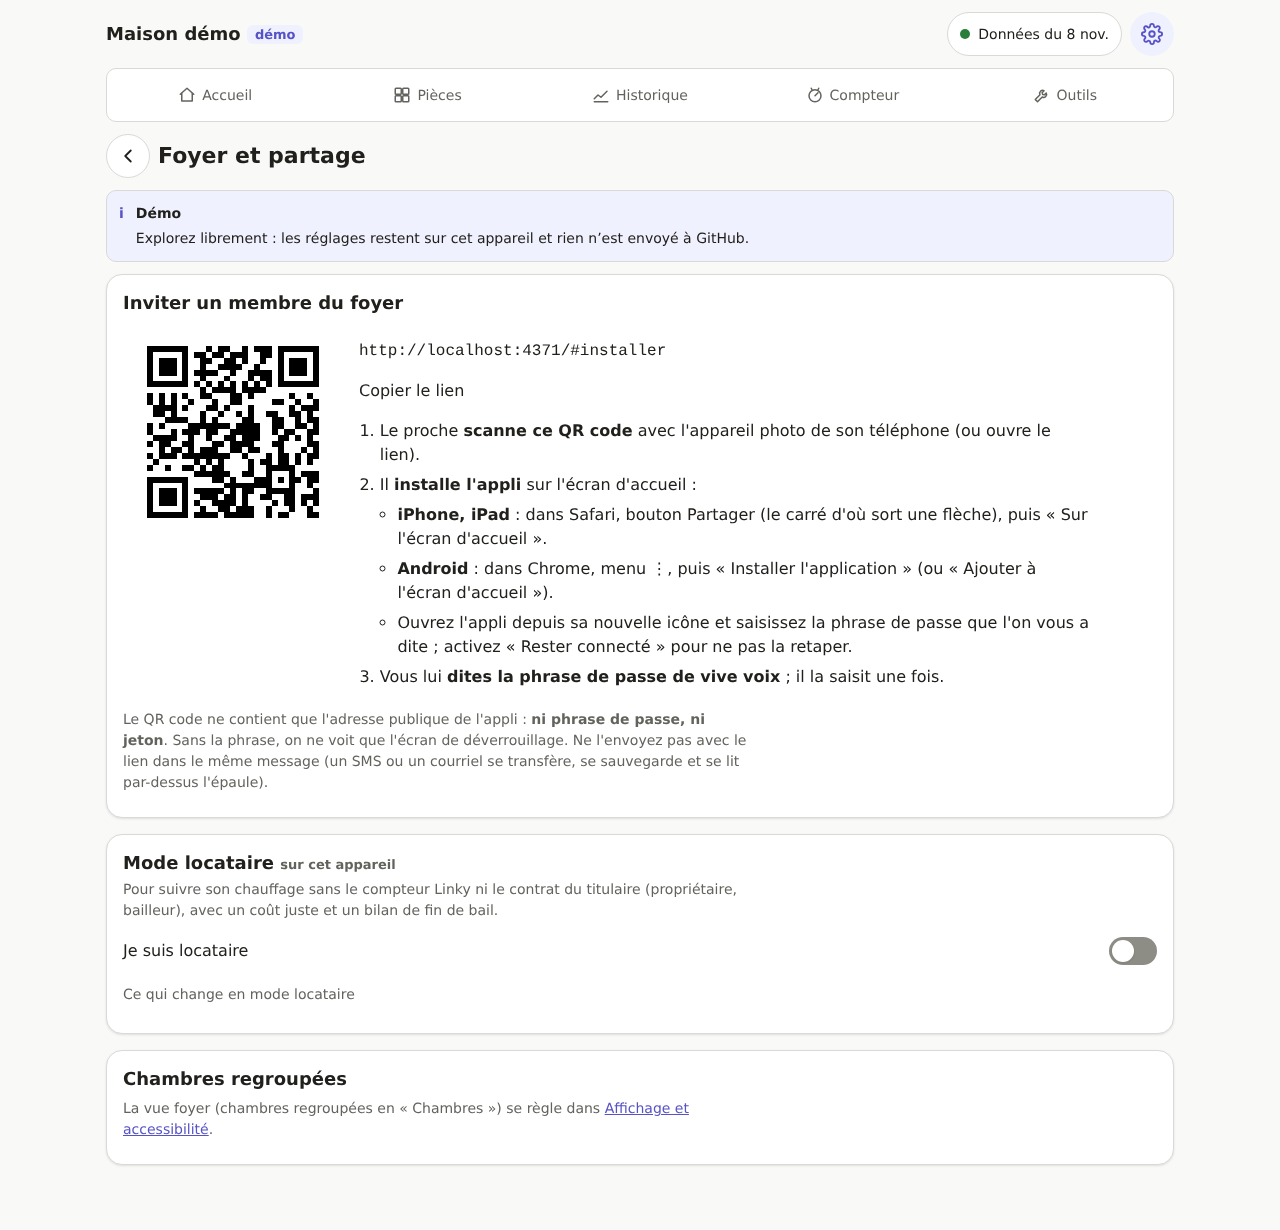 Maison démo démo
Données du 8 nov.
Accueil
Pièces
Historique
Compteur
Outils
Foyer et partage
i Démo
Explorez librement : les réglages restent sur cet appareil et rien n’est envoyé à GitHub.
Inviter un membre du foyer
http://localhost:4371/#installer
Copier le lien
1. Le proche scanne ce QR code avec l'appareil photo de son téléphone (ou ouvre le
lien).
2. Il installe l'appli sur l'écran d'accueil :
◦ iPhone, iPad : dans Safari, bouton Partager (le carré d'où sort une flèche), puis « Sur
l'écran d'accueil ».
◦ Android : dans Chrome, menu ⋮, puis « Installer l'application » (ou « Ajouter à
l'écran d'accueil »).
◦ Ouvrez l'appli depuis sa nouvelle icône et saisissez la phrase de passe que l'on vous a
dite ; activez « Rester connecté » pour ne pas la retaper.
3. Vous lui dites la phrase de passe de vive voix ; il la saisit une fois.
Le QR code ne contient que l'adresse publique de l'appli : ni phrase de passe, ni
jeton. Sans la phrase, on ne voit que l'écran de déverrouillage. Ne l'envoyez pas avec le
lien dans le même message (un SMS ou un courriel se transfère, se sauvegarde et se lit
par-dessus l'épaule).
Mode locataire sur cet appareil
Pour suivre son chauffage sans le compteur Linky ni le contrat du titulaire (propriétaire,
bailleur), avec un coût juste et un bilan de fin de bail.
Je suis locataire
Ce qui change en mode locataire
Chambres regroupées
La vue foyer (chambres regroupées en « Chambres ») se règle dans Affichage et
accessibilité.